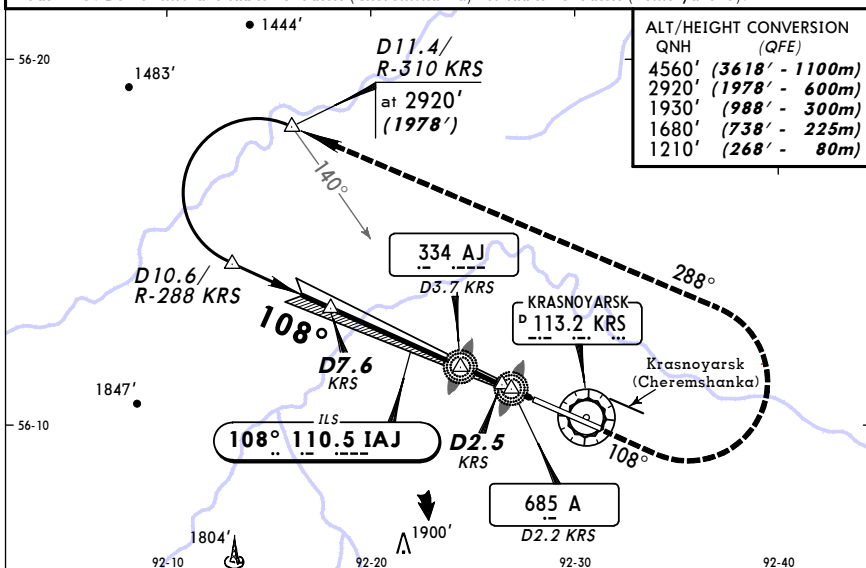 1444'
56-20
1483'
D11.4/
R-310 KRS
at 2920'
(1978')
ALT/HEIGHT CONVERSION
QNH (QFE)
4560' (3618' - 1100m)
2920' (1978' - 600m)
1930' (988' - 300m)
1680' (738' - 225m)
1210' (268' - 80m)
140°
334 AJ
D3.7 KRS
288°
D10.6/
R-288 KRS
108°
KRASNOYARSK
D 113.2 KRS
D7.6
KRS
Krasnoyarsk
(Cheremshanka)
1847'
56-10
ILS
108° 110.5 IAJ
D2.5
KRS
108°
685 A
D2.2 KRS
1804'
1900'
92-10
92-20
92-30
92-40